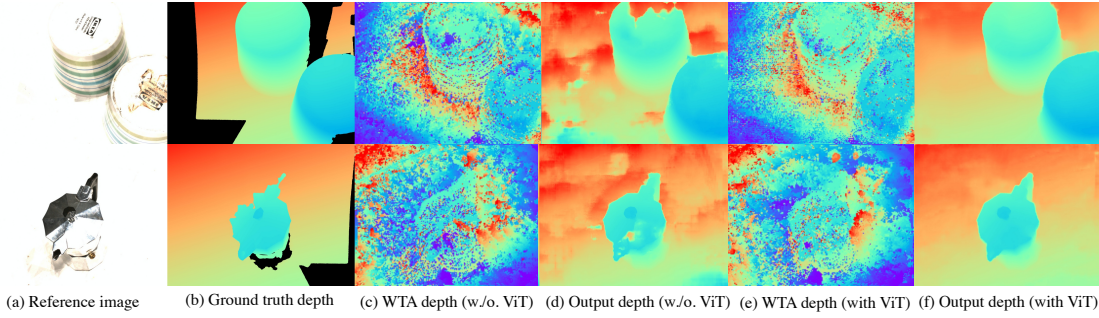 IKEA
(a) Reference image
(b) Ground truth depth
(c) WTA depth (w./o. ViT)
(d) Output depth (w./o. ViT)
(e) WTA depth (with ViT)
(f) Output depth (with ViT)